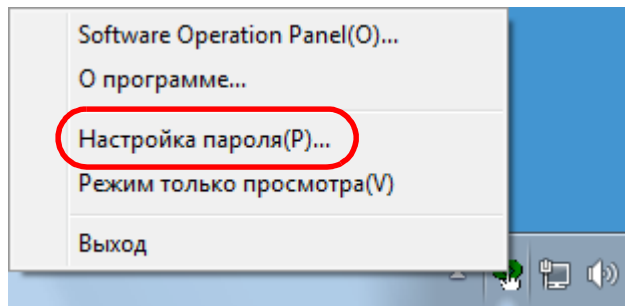 Software Operation Panel(O)...
О программе...
Настройка пароля(P)...
Режим только просмотра(V)
Выход